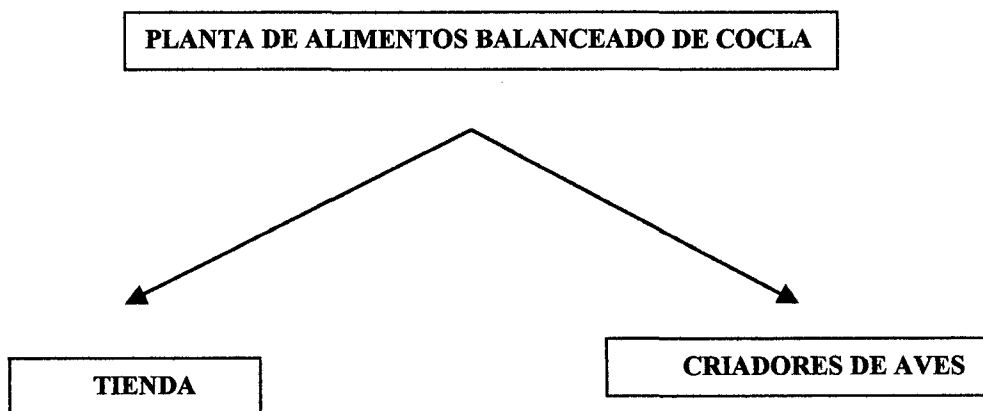 PLANTA DE ALIMENTOS BALANCEADO DE COCLA
TIENDA
CRIADORES DE AVES